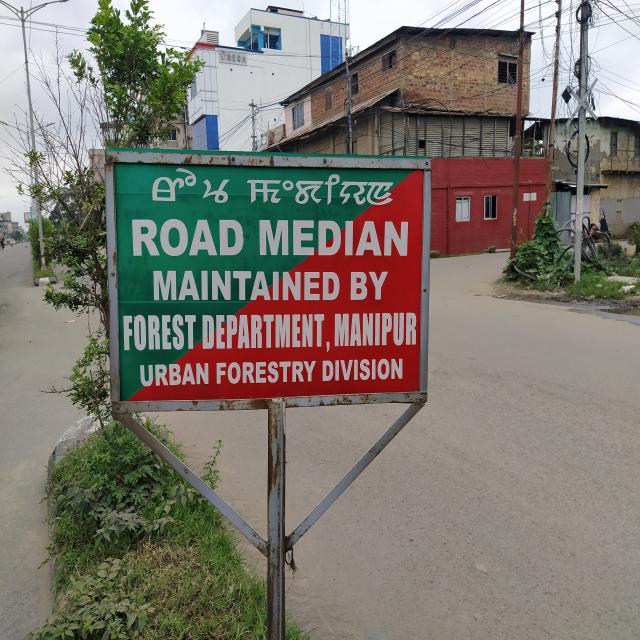 ROAD MEDIAN
MAINTAINED BY
FOREST DEPARTMENT, MANIPUR
URBAN FORESTRY DIVISION